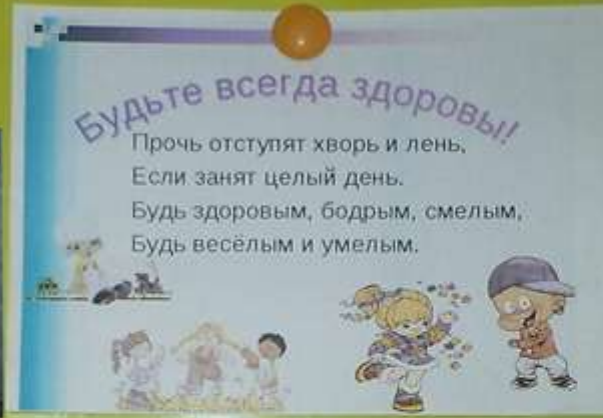 Будьте всегда здоровы!
Прочь отступят хворь и лень,
Если занят целый день.
Будь здоровым, бодрым, смелым,
Будь весёлым и умелым.